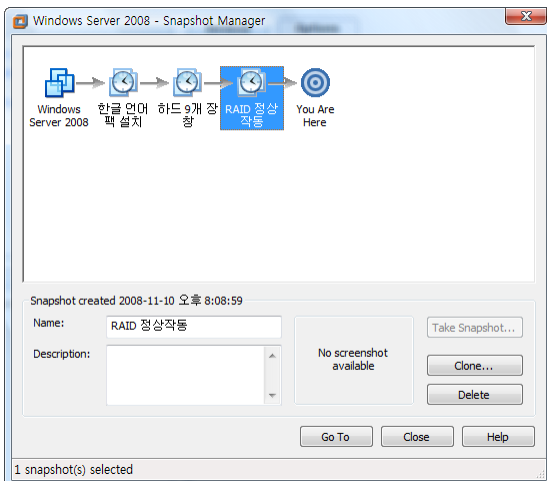 Windows Server 2008 - Snapshot Manager
Windows
Server 2008
한글 언어
팩 설치
하드 9개 장
창
RAID 정상
작동
You Are
Here
Snapshot created 2008-11-10 오후 8:08:59
Name:
RAID 정상작동
Take Snapshot...
Description:
No screenshot
available
Clone...
Delete
Go To
Close
Help
1 snapshot(s) selected